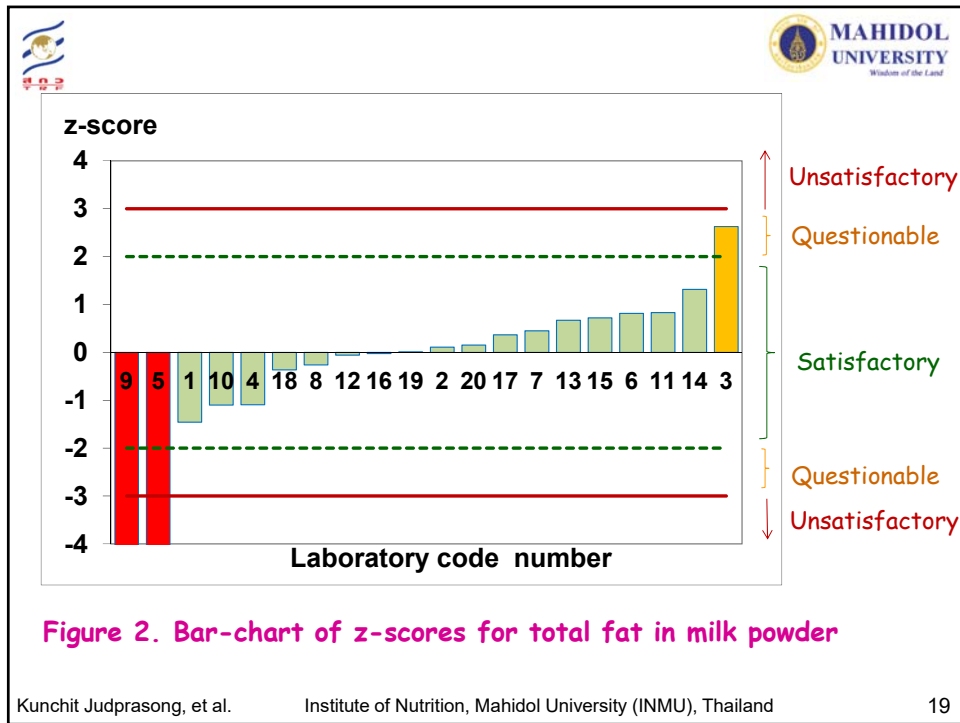 MAHIDOL
UNIVERSITY
Wisdom of the Land
z-score
4
3
2
1
0
-1
-2
-3
-4
9 5 1 10 4 18 8 12 16 19 2 20 17 7 13 15 6 11 14 3
Laboratory code number
Unsatisfactory
Questionable
Satisfactory
Questionable
Unsatisfactory
Figure 2. Bar-chart of z-scores for total fat in milk powder
Kunchit Judprasong, et al. Institute of Nutrition, Mahidol University (INMU), Thailand 19